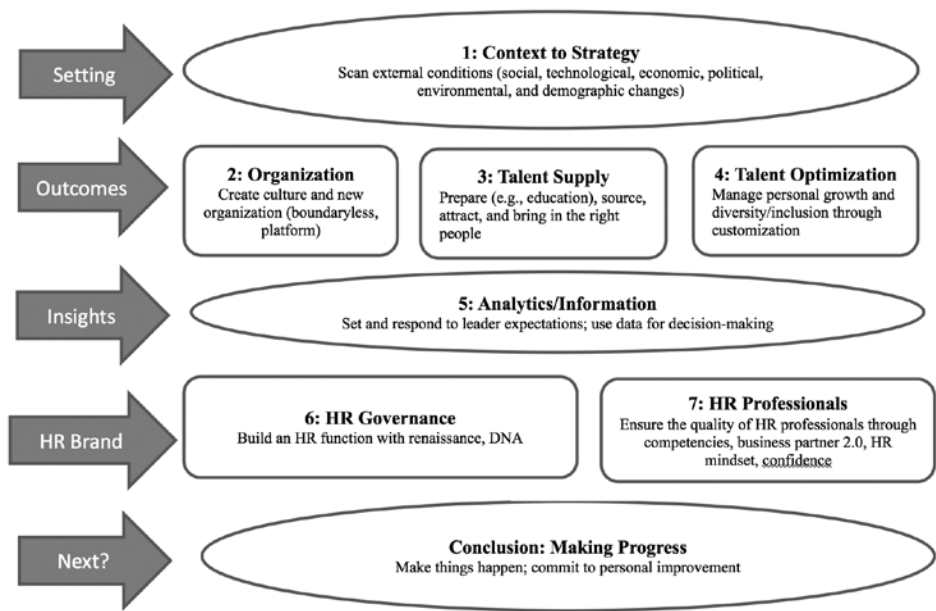 Setting
1: Context to Strategy
Scan external conditions (social, technological, economic, political,
environmental, and demographic changes)
Outcomes
2: Organization
Create culture and new
organization (boundaryless,
platform)
3: Talent Supply
Prepare (e.g., education), source,
attract, and bring in the right
people
4: Talent Optimization
Manage personal growth and
diversity/inclusion through
customization
Insights
5: Analytics/Information
Set and respond to leader expectations; use data for decision-making
HR Brand
6: HR Governance
Build an HR function with renaissance, DNA
7: HR Professionals
Ensure the quality of HR professionals through
competencies, business partner 2.0, HR
mindset, confidence
Next?
Conclusion: Making Progress
Make things happen; commit to personal improvement